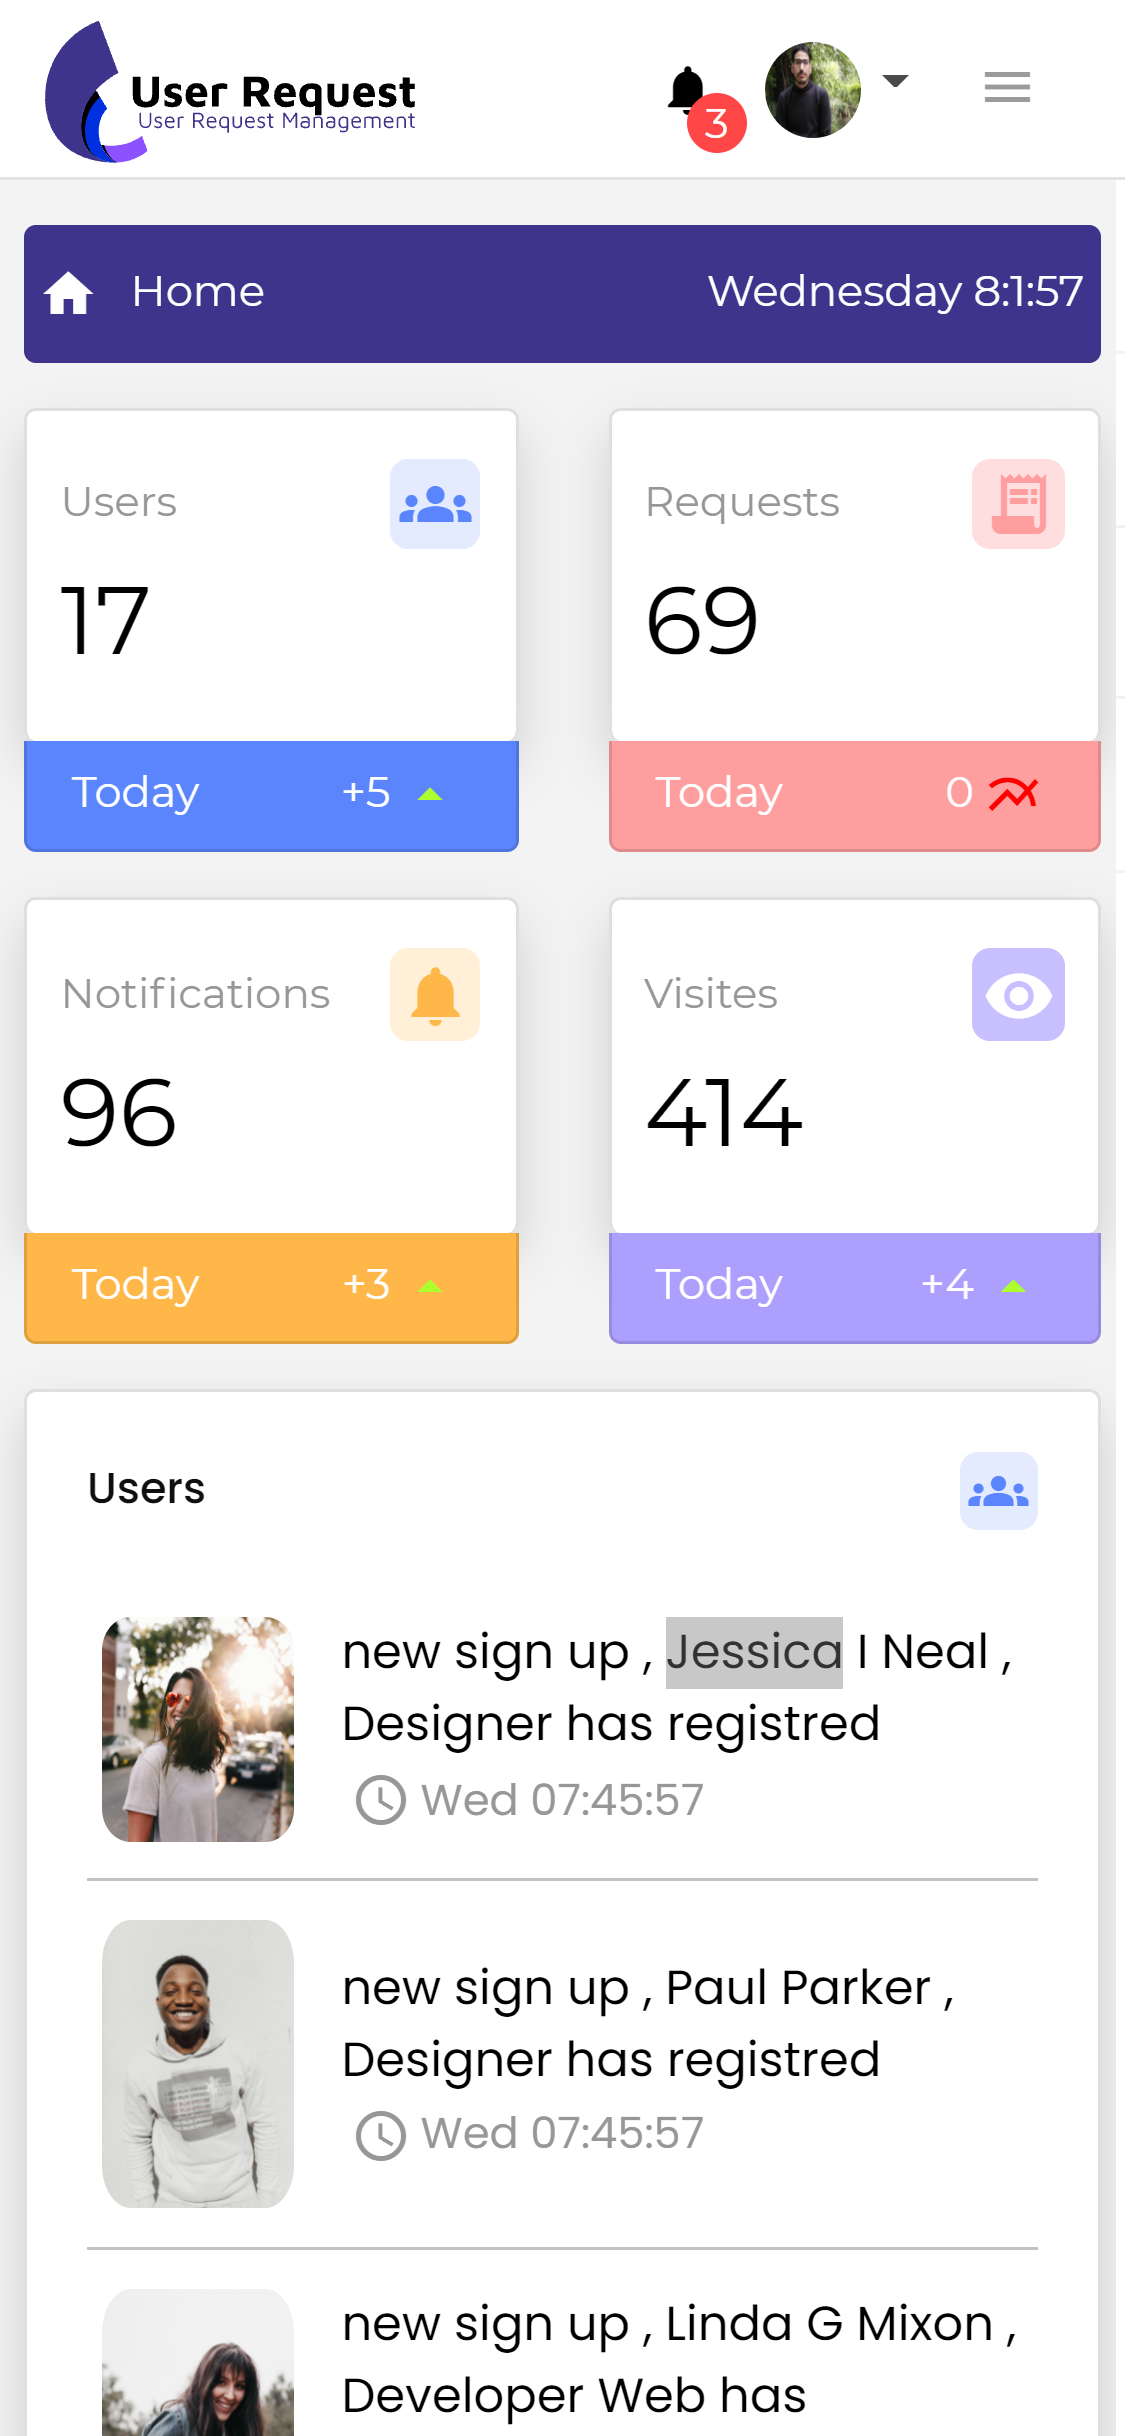 User Request
User Request Management
3
Home
Wednesday 8:1:57
Users
17
Today +5
Requests
69
Today 0
Notifications
96
Today +3
Visites
414
Today +4
Users
new sign up , Jessica I Neal ,
Designer has registred
Wed 07:45:57
new sign up , Paul Parker ,
Designer has registred
Wed 07:45:57
new sign up , Linda G Mixon ,
Developer Web has